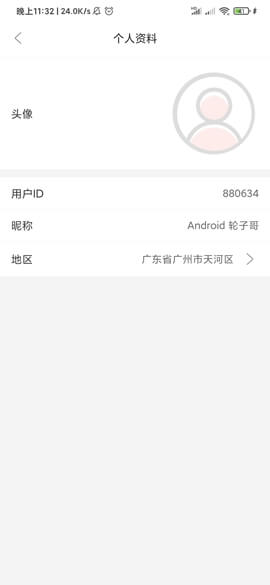 晚上11:32 | 24.0K/s
个人资料
头像
用户ID 880634
昵称 Android 轮子哥
地区 广东省广州市天河区